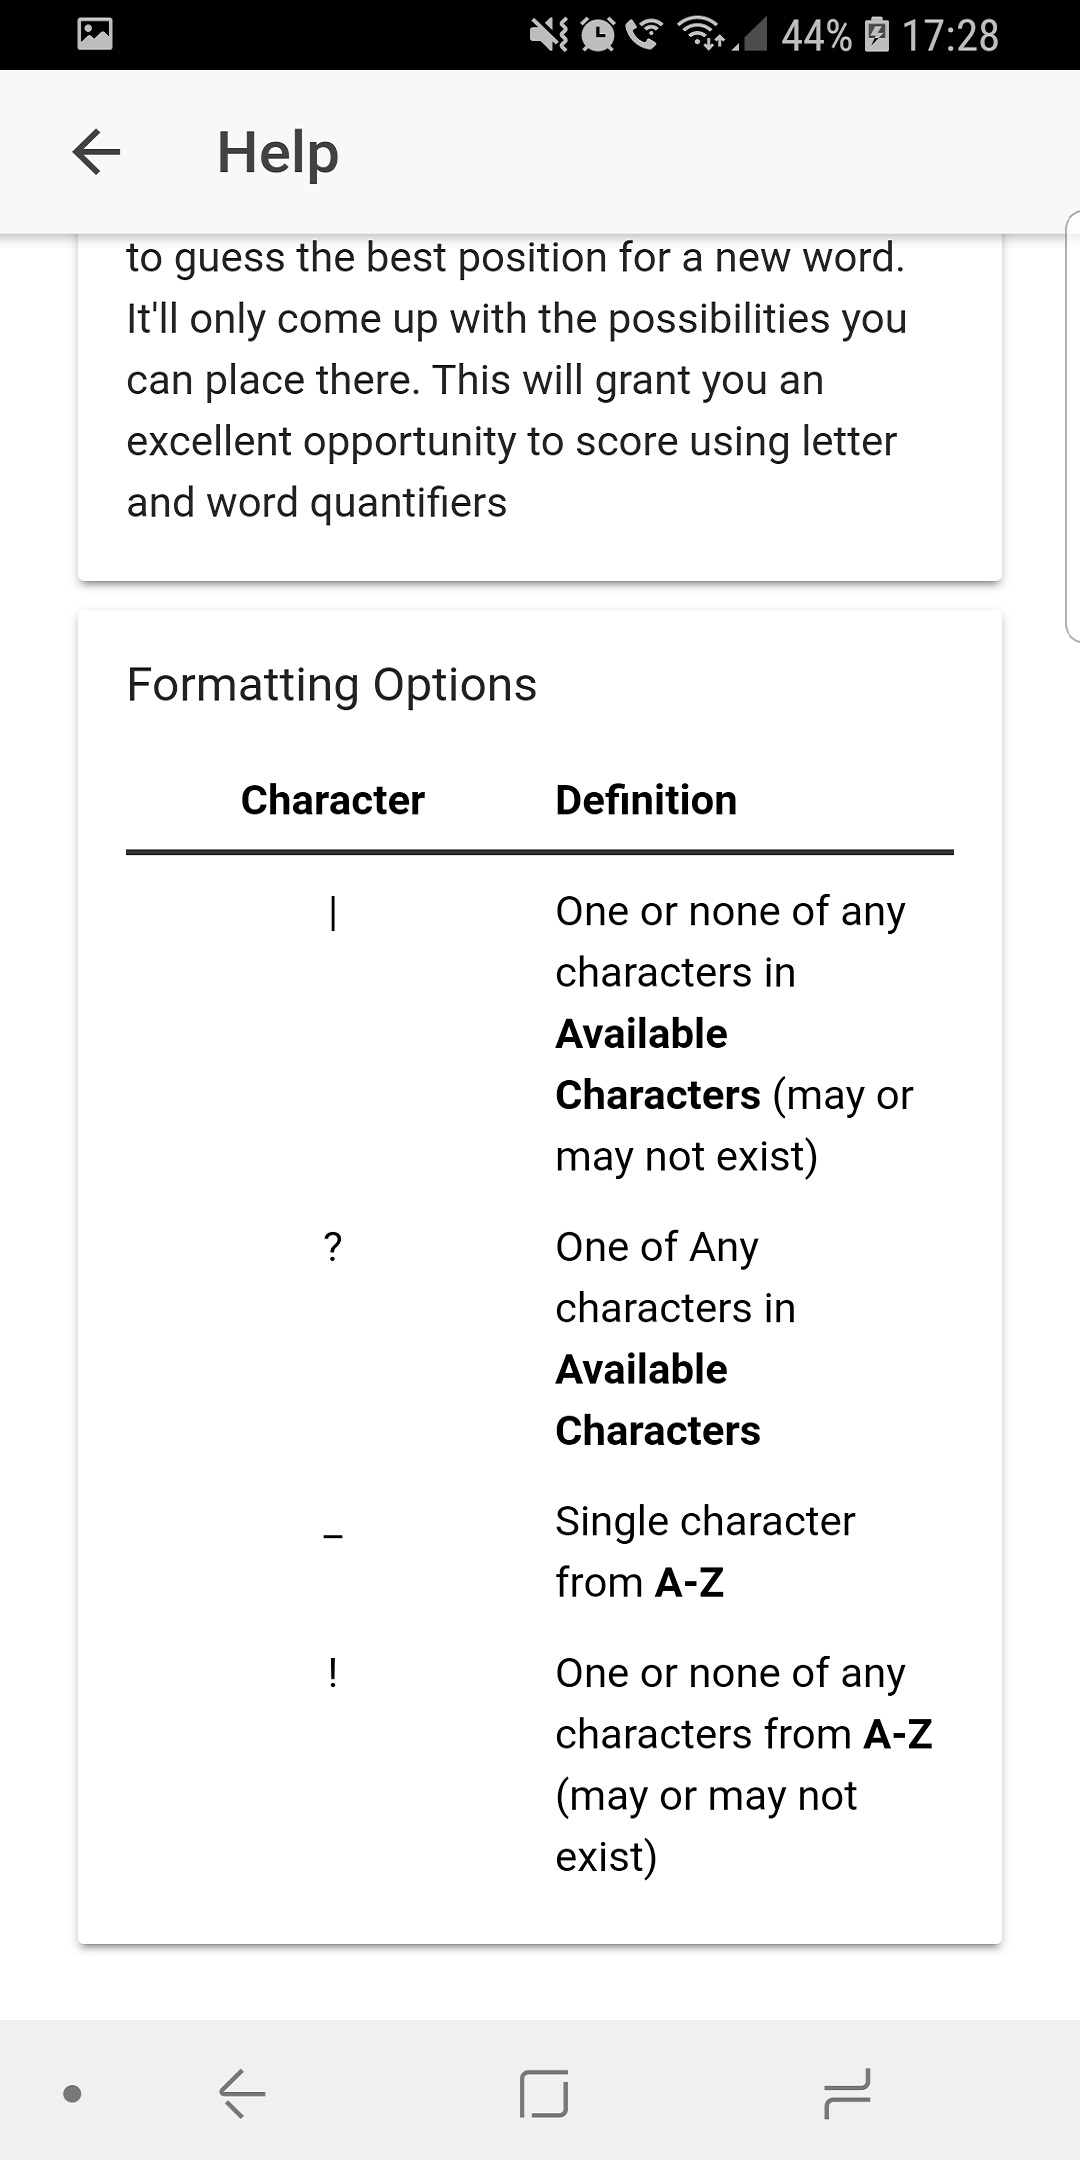 44% 17:28
Help
to guess the best position for a new word.
It'll only come up with the possibilities you
can place there. This will grant you an
excellent opportunity to score using letter
and word quantifiers
Formatting Options
Character Definition
| One or none of any
characters in
Available
Characters (may or
may not exist)
? One of Any
characters in
Available
Characters
_ Single character
from A-Z
! One or none of any
characters from A-Z
(may or may not
exist)